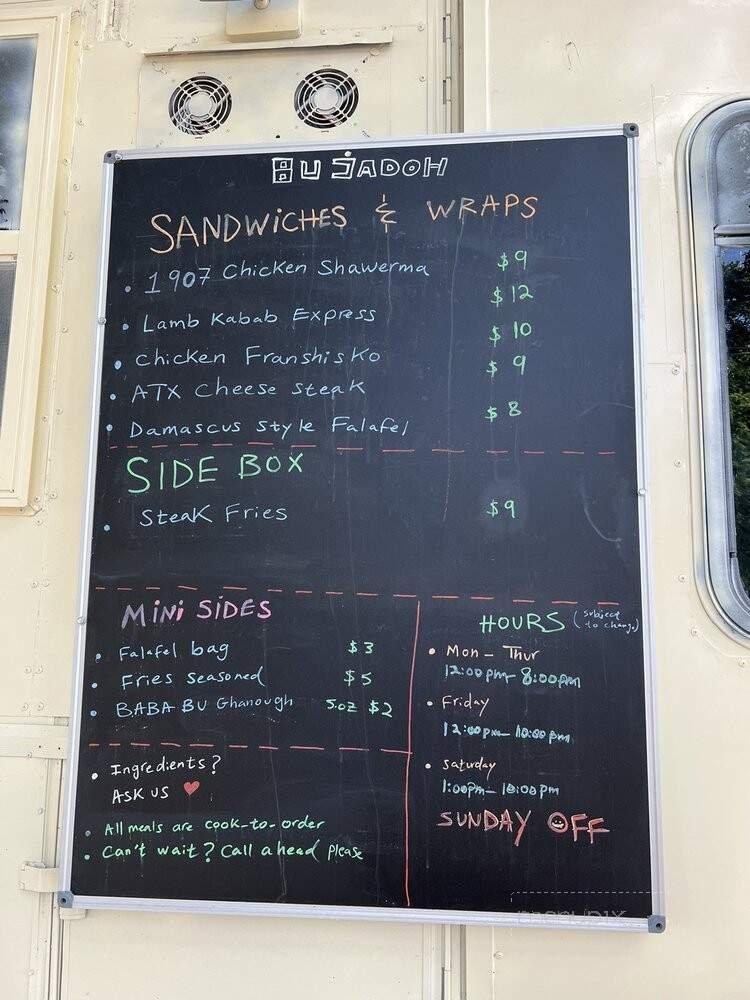 BU JADOH
SANDWiCHES & WRAPS
• 1907 Chicken Shawerma $9
• Lamb Kabab Express $12
• Chicken FranshisKo $10
• ATX Cheese SteaK $9
• Damascus Style Falafel $8
SIDE BOX
• SteaK Fries $9
MiNi SiDES
• Falafel bag $3
• Fries seasoned $5
• BABA BU Ghanough 5.oz $2
• Ingredients?
ASK US ♥
• All meals are cook-to-order
• Can't wait? Call ahead please
HOURS (subject to change)
• Mon - Thur
12:00pm - 8:00pm
• Friday
12:00pm - 10:00pm
• Saturday
1:00pm - 10:00pm
SUNDAY OFF
menupix